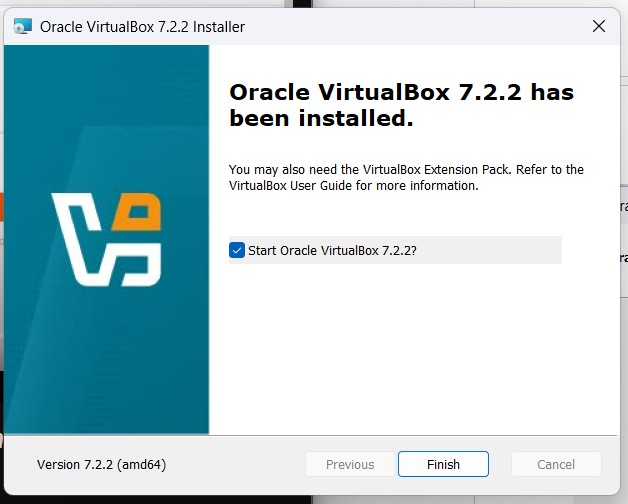 Oracle VirtualBox 7.2.2 Installer
Oracle VirtualBox 7.2.2 has
been installed.
You may also need the VirtualBox Extension Pack. Refer to the
VirtualBox User Guide for more information.
Start Oracle VirtualBox 7.2.2?
Version 7.2.2 (amd64)
Previous
Finish
Cancel